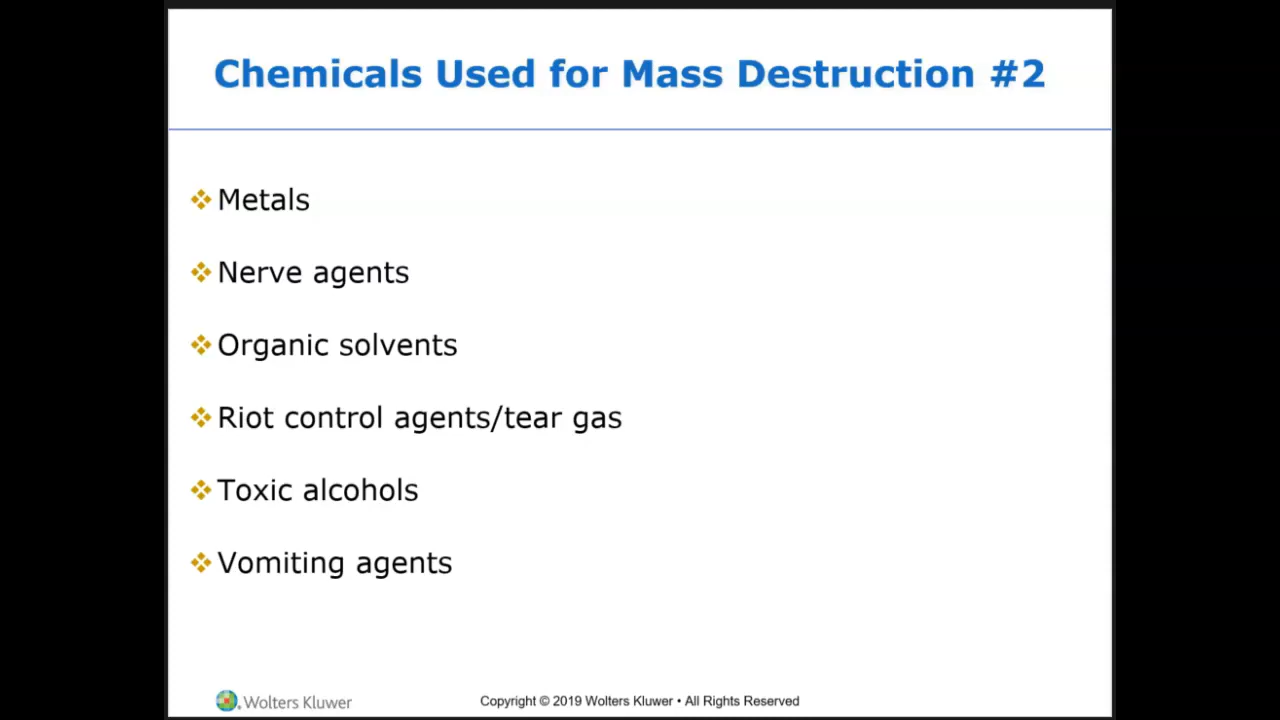 Chemicals Used for Mass Destruction #2
Metals
Nerve agents
Organic solvents
Riot control agents/tear gas
Toxic alcohols
Vomiting agents
Wolters Kluwer
Copyright © 2019 Wolters Kluwer • All Rights Reserved